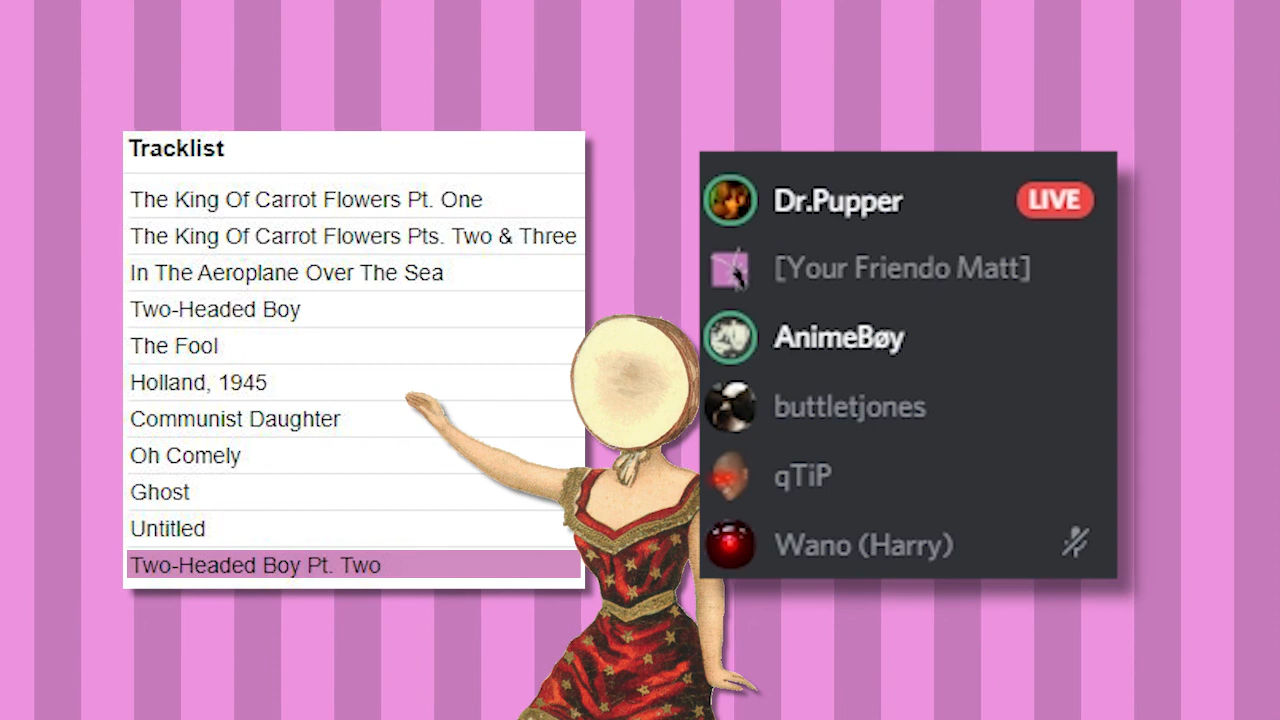 Tracklist
The King Of Carrot Flowers Pt. One
The King Of Carrot Flowers Pts. Two & Three
In The Aeroplane Over The Sea
Two-Headed Boy
The Fool
Holland, 1945
Communist Daughter
Oh Comely
Ghost
Untitled
Two-Headed Boy Pt. Two
Dr.Pupper LIVE
[Your Friendo Matt]
AnimeBøy
buttletjones
qTiP
Wano (Harry)